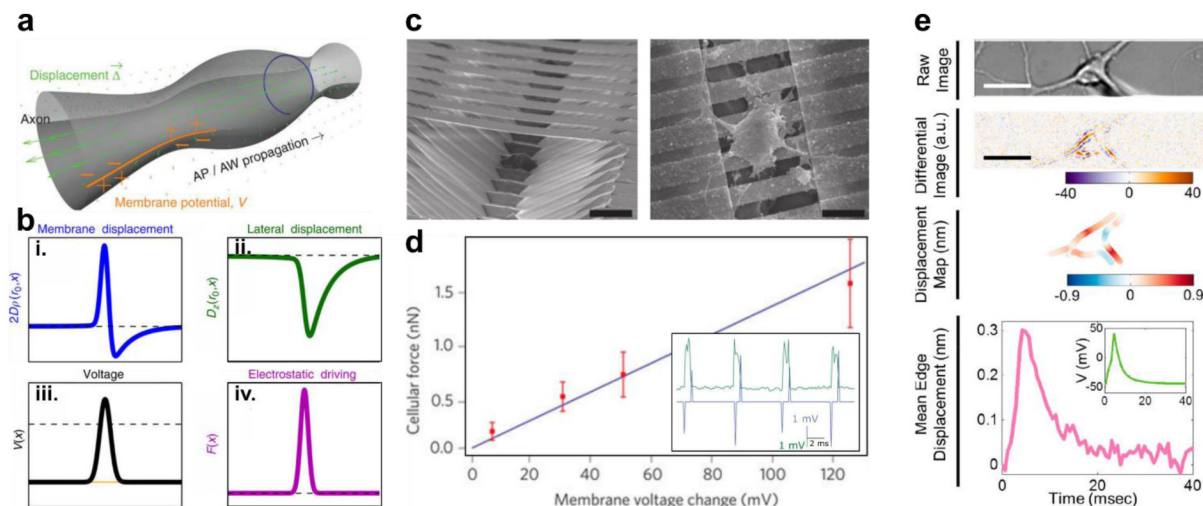 a
Displacement Δ
Axon
AP / AW propagation →
Membrane potential, V
b
Membrane displacement
i.
2Dρ(r₀,x)
Lateral displacement
ii.
D_z(r₀,x)
Voltage
iii.
V(x)
Electrostatic driving
iv.
F(x)
c
d
Cellular force (nN)
1.5
1.0
0.5
0.0
0 20 40 60 80 100 120
Membrane voltage change (mV)
1 mV
1 mV
2 ms
e
Raw
Image
Differential
Image (a.u.)
-40 0 40
Displacement
Map (nm)
-0.9 0 0.9
Mean Edge
Displacement (nm)
0.3
0.2
0.1
0
0 20 40
Time (msec)
V (mV)
50
0
-50
0 20 40